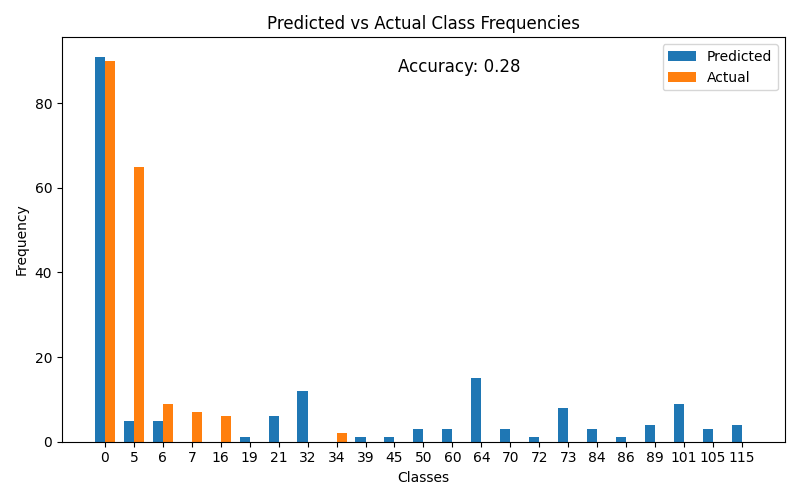 Predicted vs Actual Class Frequencies
Accuracy: 0.28
Predicted
Actual
Frequency
80
60
40
20
0
0 5 6 7 16 19 21 32 34 39 45 50 60 64 70 72 73 84 86 89 101 105 115
Classes